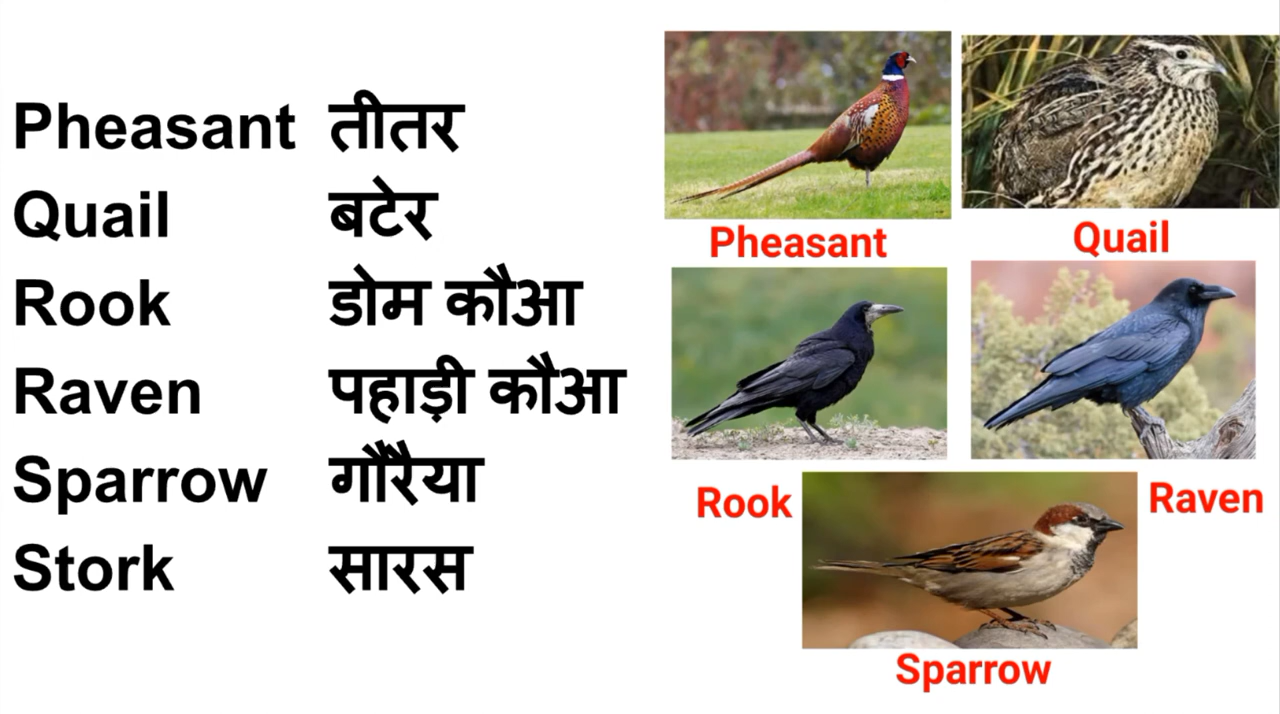 Pheasant तीतर
Quail बटेर
Rook डोम कौआ
Raven पहाड़ी कौआ
Sparrow गौरैया
Stork सारस
Pheasant
Quail
Rook
Raven
Sparrow